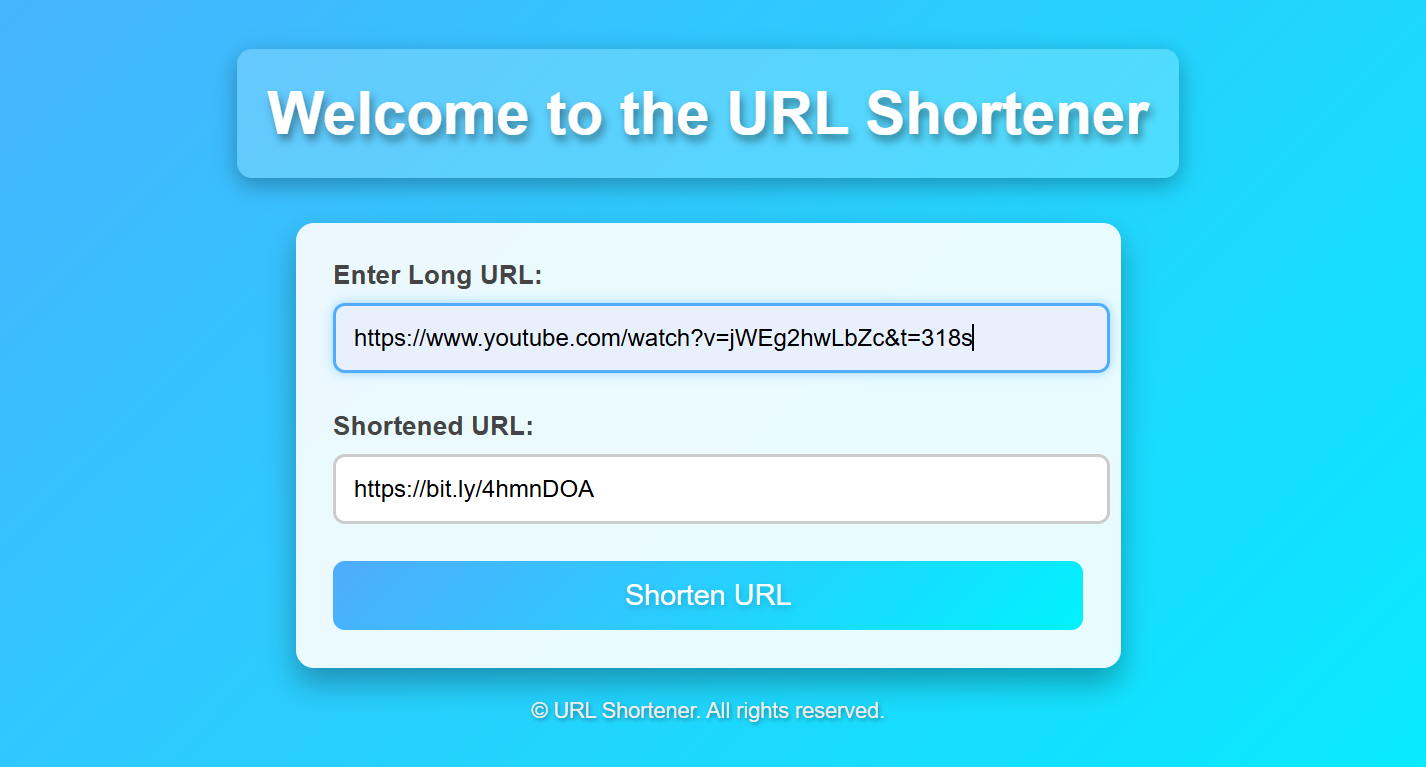 Welcome to the URL Shortener
Enter Long URL:
https://www.youtube.com/watch?v=jWEg2hwLbZc&t=318s
Shortened URL:
https://bit.ly/4hmnDOA
Shorten URL
© URL Shortener. All rights reserved.